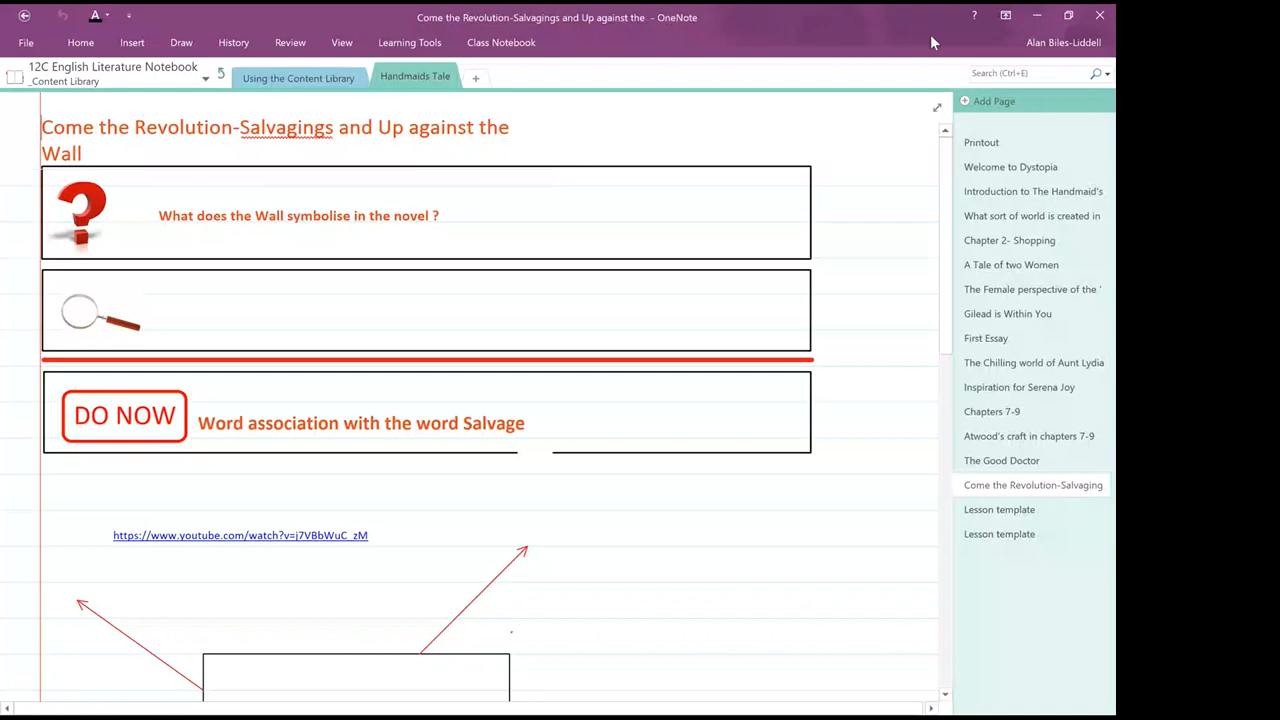 Come the Revolution-Salvagings and Up against the - OneNote
File Home Insert Draw History Review View Learning Tools Class Notebook
Alan Biles-Liddell
12C English Literature Notebook
_Content Library
Using the Content Library
Handmaids Tale
Search (Ctrl+E)
Add Page
Come the Revolution-Salvagings and Up against the
Wall
What does the Wall symbolise in the novel ?
DO NOW
Word association with the word Salvage
https://www.youtube.com/watch?v=j7VBbWuC_zM
Printout
Welcome to Dystopia
Introduction to The Handmaid's
What sort of world is created in
Chapter 2- Shopping
A Tale of two Women
The Female perspective of the '
Gilead is Within You
First Essay
The Chilling world of Aunt Lydia
Inspiration for Serena Joy
Chapters 7-9
Atwood's craft in chapters 7-9
The Good Doctor
Come the Revolution-Salvaging
Lesson template
Lesson template